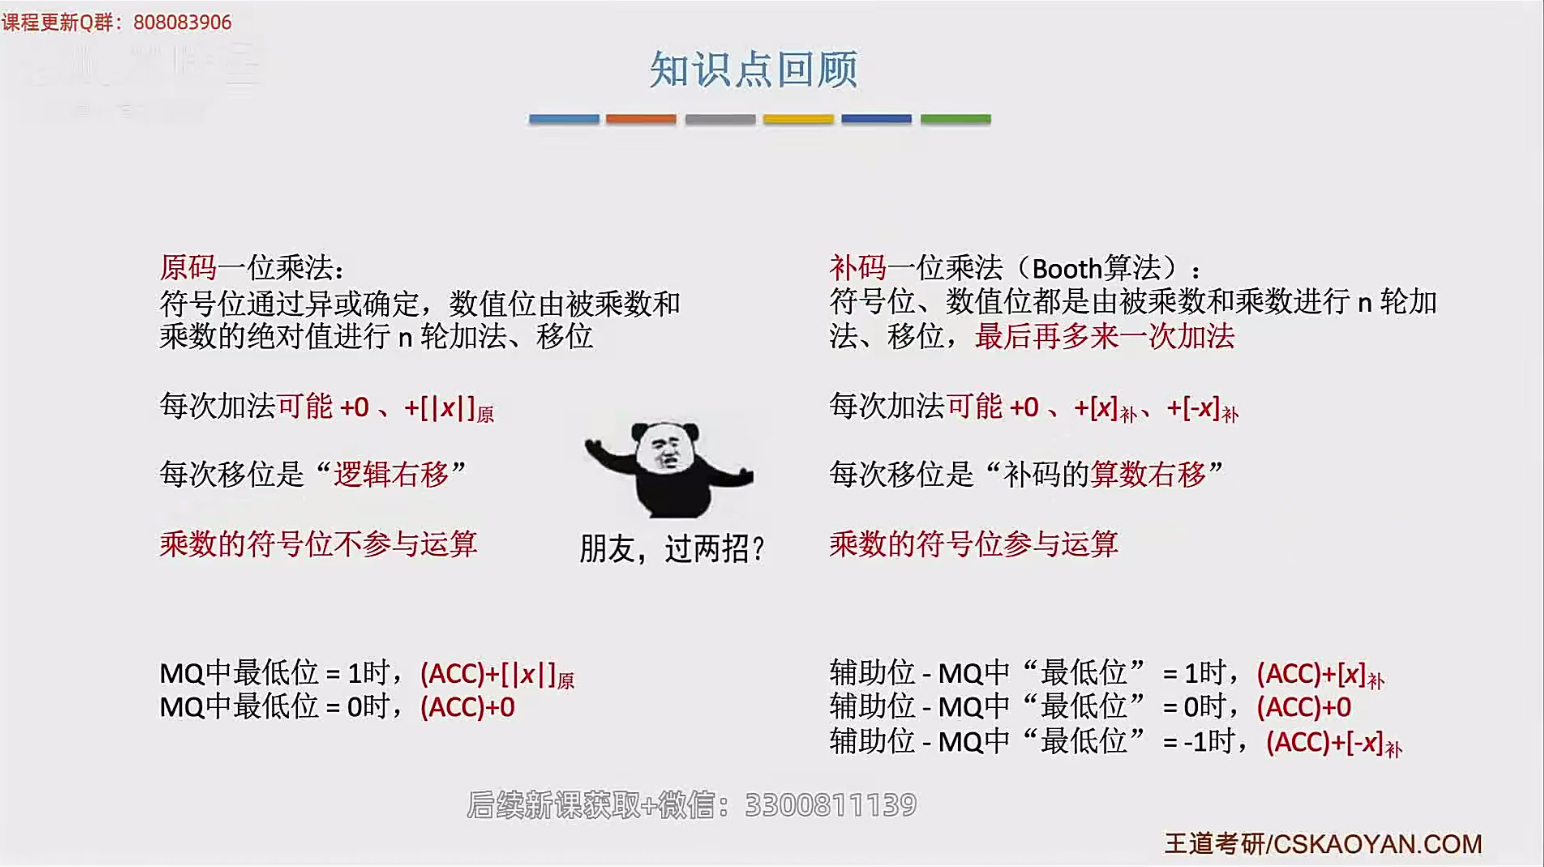 课程更新Q群：808083906
知识点回顾
原码一位乘法：
符号位通过异或确定，数值位由被乘数和
乘数的绝对值进行 n 轮加法、移位
每次加法可能 +0 、+[|x|]原
每次移位是“逻辑右移”
乘数的符号位不参与运算
MQ中最低位 = 1时，(ACC)+[|x|]原
MQ中最低位 = 0时，(ACC)+0
朋友，过两招？
补码一位乘法（Booth算法）：
符号位、数值位都是由被乘数和乘数进行 n 轮加
法、移位，最后再多来一次加法
每次加法可能 +0 、+[x]补、+[-x]补
每次移位是“补码的算数右移”
乘数的符号位参与运算
辅助位 - MQ中“最低位” = 1时，(ACC)+[x]补
辅助位 - MQ中“最低位” = 0时，(ACC)+0
辅助位 - MQ中“最低位” = -1时，(ACC)+[-x]补
后续新课获取+微信：3300811139
王道考研/CSKAOYAN.COM